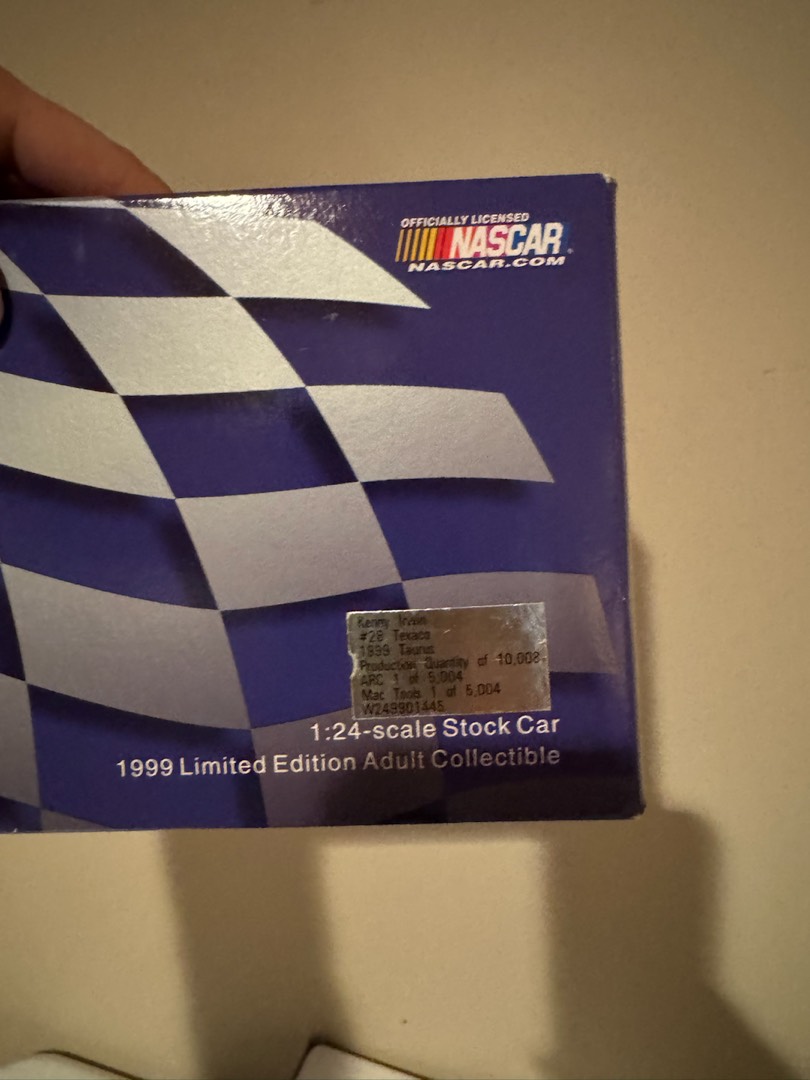 OFFICIALLY LICENSED
NASCAR
NASCAR.COM
Kenny Irwin
#28 Texaco
1999 Taurus
Production Quantity of 10,008
ARC 1 of 5,004
Mac Tools 1 of 5,004
W249901445
1:24-scale Stock Car
1999 Limited Edition Adult Collectible